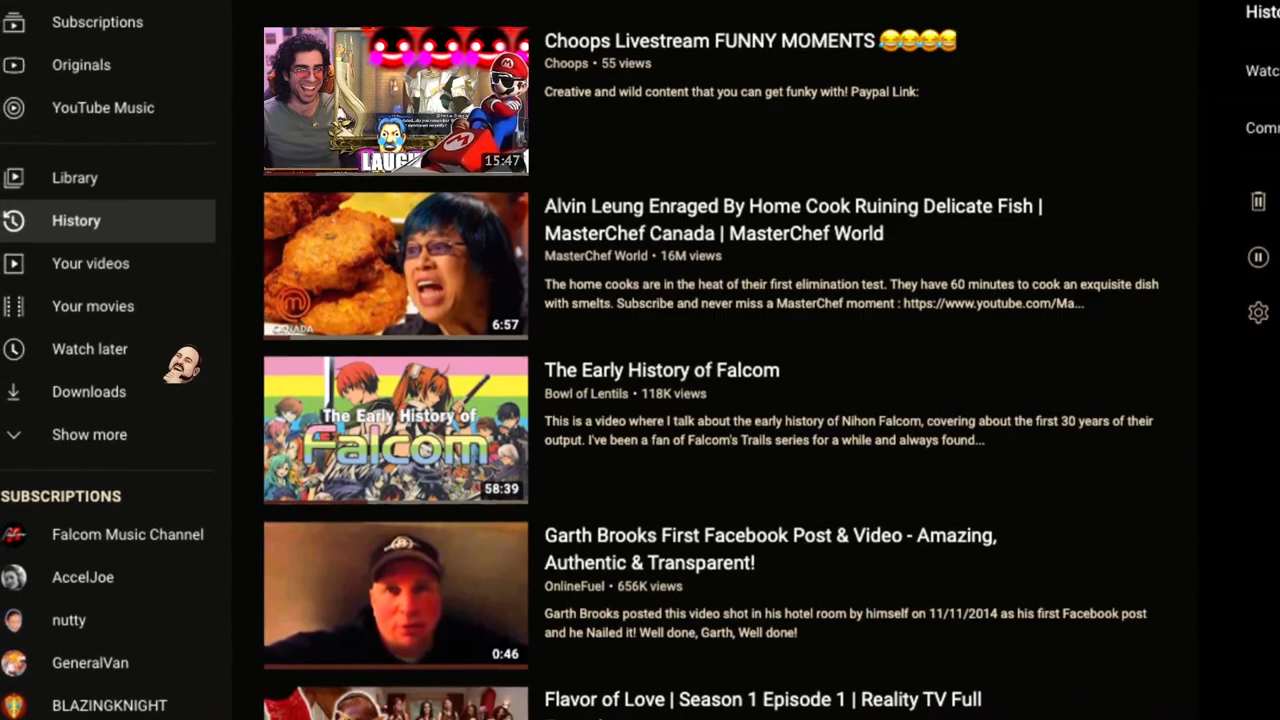 Subscriptions
Originals
YouTube Music
Library
History
Your videos
Your movies
Watch later
Downloads
Show more
SUBSCRIPTIONS
Falcom Music Channel
AccelJoe
nutty
GeneralVan
BLAZINGKNIGHT
LAUGH
15:47
Choops Livestream FUNNY MOMENTS 😂😂😂😂
Choops • 55 views
Creative and wild content that you can get funky with! Paypal Link:
CANADA
6:57
Alvin Leung Enraged By Home Cook Ruining Delicate Fish |
MasterChef Canada | MasterChef World
MasterChef World • 16M views
The home cooks are in the heat of their first elimination test. They have 60 minutes to cook an exquisite dish
with smelts. Subscribe and never miss a MasterChef moment : https://www.youtube.com/Ma...
The Early History of
Falcom
58:39
The Early History of Falcom
Bowl of Lentils • 118K views
This is a video where I talk about the early history of Nihon Falcom, covering about the first 30 years of their
output. I've been a fan of Falcom's Trails series for a while and always found...
0:46
Garth Brooks First Facebook Post & Video - Amazing,
Authentic & Transparent!
OnlineFuel • 656K views
Garth Brooks posted this video shot in his hotel room by himself on 11/11/2014 as his first Facebook post
and he Nailed it! Well done, Garth, Well done!
Flavor of Love | Season 1 Episode 1 | Reality TV Full
Histo
Watc
Com